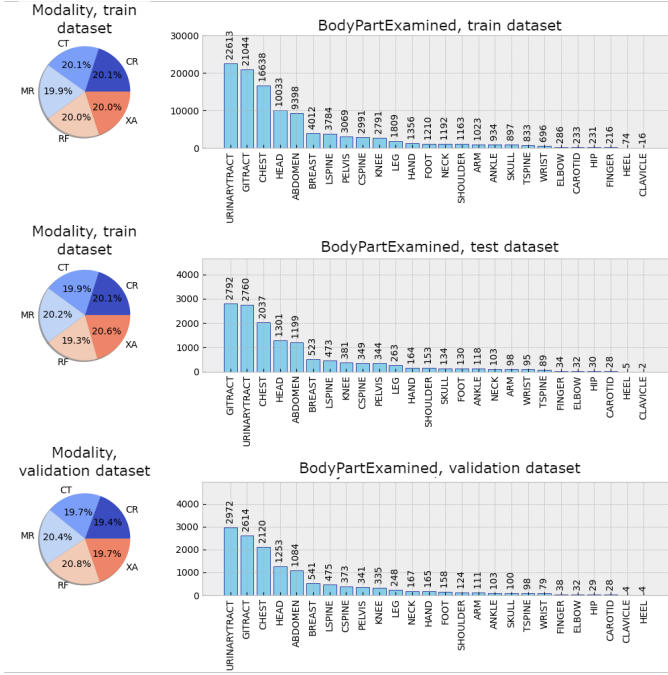 Modality, train
dataset
CT
20.1%
CR
20.1%
MR
19.9%
20.0%
XA
20.0%
RF
BodyPartExamined, train dataset
30000
20000
10000
0
22613
21044
16638
10033
9398
4012
3784
3069
2991
2791
1809
1356
1210
1192
1163
1023
934
897
833
696
286
233
231
216
74
16
URINARYTRACT
GITRACT
CHEST
HEAD
ABDOMEN
BREAST
LSPINE
PELVIS
CSPINE
KNEE
LEG
HAND
FOOT
NECK
SHOULDER
ARM
ANKLE
SKULL
TSPINE
WRIST
ELBOW
CAROTID
HIP
FINGER
HEEL
CLAVICLE
Modality, train
dataset
CT
19.9%
CR
20.1%
MR
20.2%
20.6%
XA
19.3%
RF
BodyPartExamined, test dataset
4000
3000
2000
1000
0
2792
2760
2037
1301
1199
523
473
381
349
344
263
164
153
134
130
118
103
98
95
89
34
32
30
28
5
2
GITRACT
URINARYTRACT
CHEST
HEAD
ABDOMEN
BREAST
LSPINE
KNEE
CSPINE
PELVIS
LEG
HAND
SHOULDER
SKULL
FOOT
ANKLE
NECK
ARM
WRIST
TSPINE
FINGER
ELBOW
HIP
CAROTID
HEEL
CLAVICLE
Modality,
validation dataset
CT
19.7%
CR
19.4%
MR
20.4%
19.7%
XA
20.8%
RF
BodyPartExamined, validation dataset
4000
3000
2000
1000
0
2972
2614
2120
1253
1084
541
475
373
341
335
248
167
165
158
124
111
103
100
98
79
38
32
29
28
4
4
URINARYTRACT
GITRACT
CHEST
HEAD
ABDOMEN
BREAST
LSPINE
CSPINE
PELVIS
KNEE
LEG
NECK
HAND
FOOT
SHOULDER
ARM
ANKLE
SKULL
TSPINE
WRIST
FINGER
ELBOW
HIP
CAROTID
CLAVICLE
HEEL